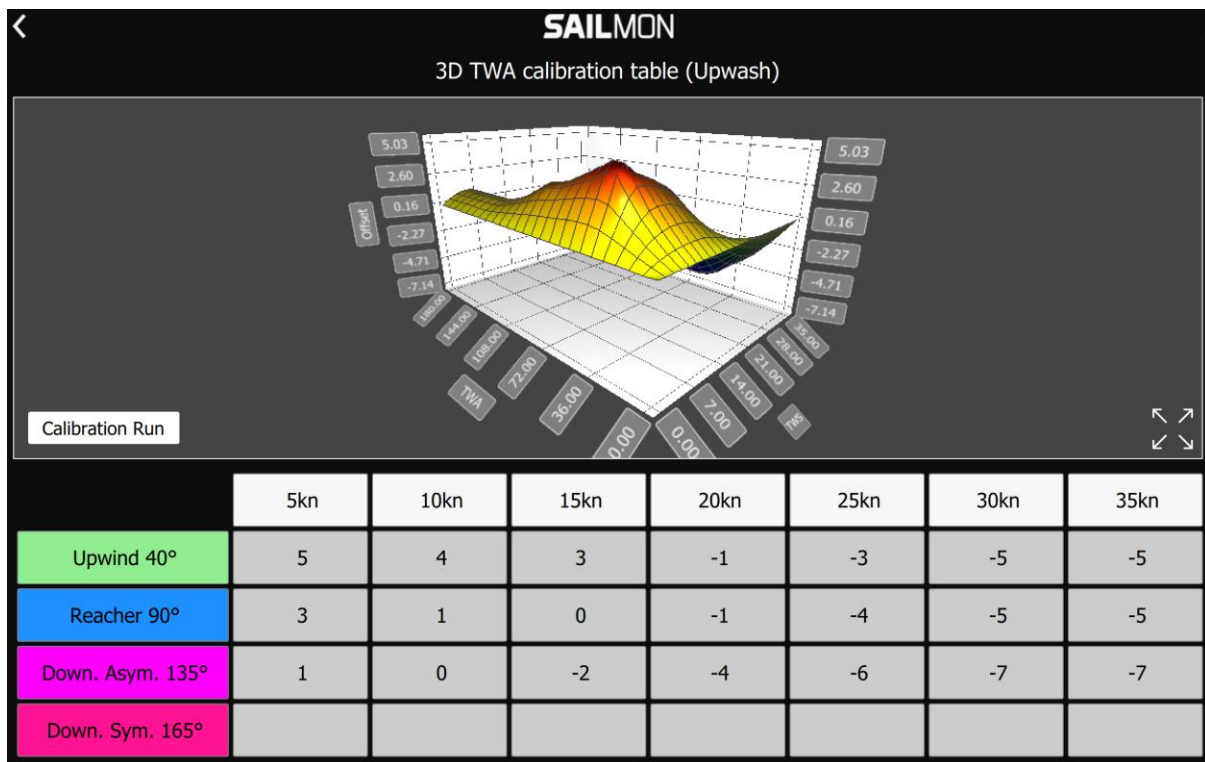 SAILMON
3D TWA calibration table (Upwash)
5.03
2.60
0.16
-2.27
-4.71
-7.14
Offset
180.00
144.00
108.00
72.00
36.00
0.00
TWA
5.03
2.60
0.16
-2.27
-4.71
-7.14
35.00
28.00
21.00
14.00
7.00
0.00
TWS
Calibration Run
5kn 10kn 15kn 20kn 25kn 30kn 35kn
Upwind 40° 5 4 3 -1 -3 -5 -5
Reacher 90° 3 1 0 -1 -4 -5 -5
Down. Asym. 135° 1 0 -2 -4 -6 -7 -7
Down. Sym. 165°